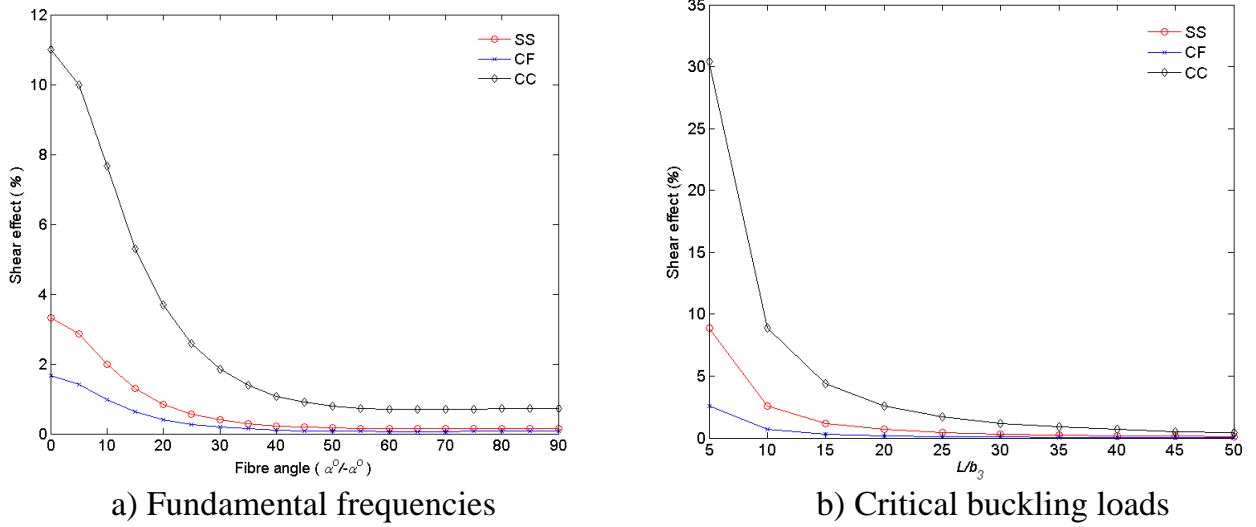 12
10
8
6
4
2
0
Shear effect ( % )
SS
CF
CC
0 10 20 30 40 50 60 70 80 90
Fibre angle ( α⁰/-α⁰ )
a) Fundamental frequencies
35
30
25
20
15
10
5
0
Shear effect (%)
SS
CF
CC
5 10 15 20 25 30 35 40 45 50
L/b₃
b) Critical buckling loads